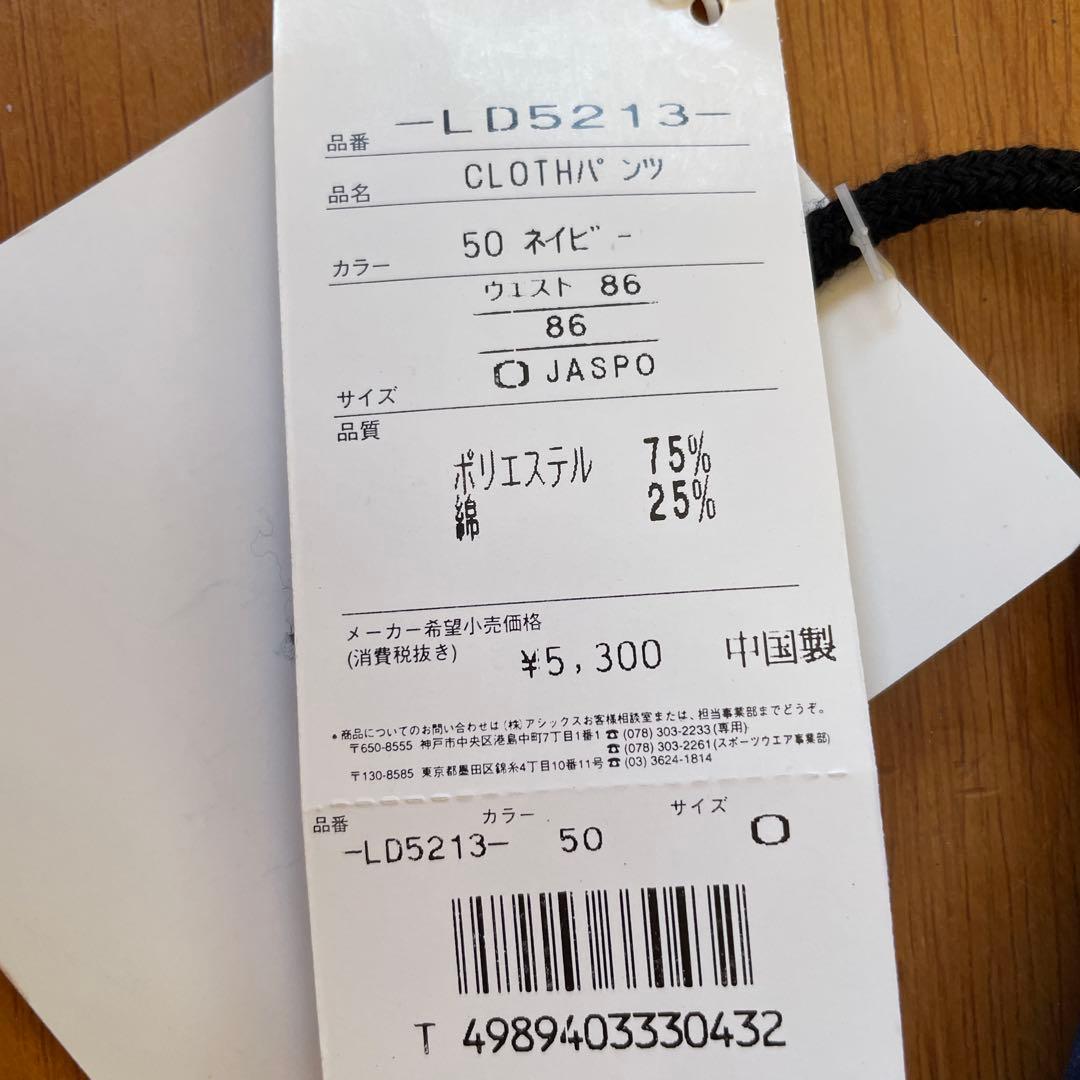 品番 -LD5213-
品名 CLOTHパンツ
カラー 50 ネイビー
ウエスト 86
86
サイズ O JASPO
品質
ポリエステル 75%
綿 25%
メーカー希望小売価格
(消費税抜き) ¥5,300 中国製
●商品についてのお問い合わせは(株)アシックスお客様相談室または、担当事業部までどうぞ。
〒650-8555 神戸市中央区港島中町7丁目1番1 ☎(078) 303-2233(専用)
☎(078) 303-2261(スポーツウエア事業部)
〒130-8585 東京都墨田区錦糸4丁目10番11号 ☎(03) 3624-1814
品番 カラー サイズ
-LD5213- 50 O
T 4989403330432